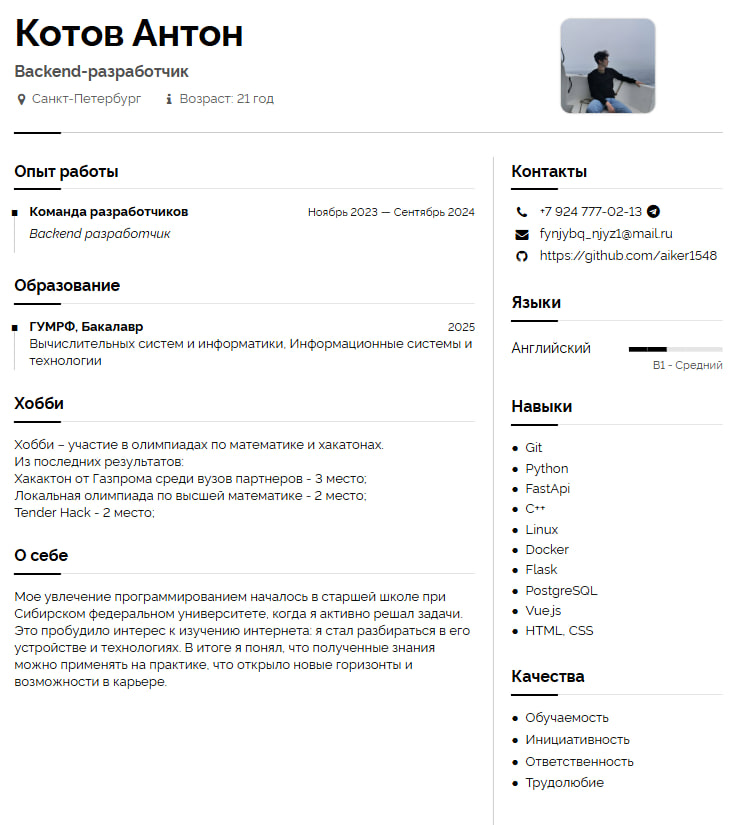 Котов Антон
Backend-разработчик
Санкт-Петербург Возраст: 21 год
Опыт работы
Команда разработчиков Ноябрь 2023 — Сентябрь 2024
Backend разработчик
Образование
ГУМРФ, Бакалавр 2025
Вычислительных систем и информатики, Информационные системы и
технологии
Хобби
Хобби – участие в олимпиадах по математике и хакатонах.
Из последних результатов:
Хакактон от Газпрома среди вузов партнеров - 3 место;
Локальная олимпиада по высшей математике - 2 место;
Tender Hack - 2 место;
О себе
Мое увлечение программированием началось в старшей школе при
Сибирском федеральном университете, когда я активно решал задачи.
Это пробудило интерес к изучению интернета: я стал разбираться в его
устройстве и технологиях. В итоге я понял, что полученные знания
можно применять на практике, что открыло новые горизонты и
возможности в карьере.
Контакты
+7 924 777-02-13
fynjybq_njyz1@mail.ru
https://github.com/aiker1548
Языки
Английский
B1 - Средний
Навыки
Git
Python
FastApi
C++
Linux
Docker
Flask
PostgreSQL
Vue.js
HTML, CSS
Качества
Обучаемость
Инициативность
Ответственность
Трудолюбие